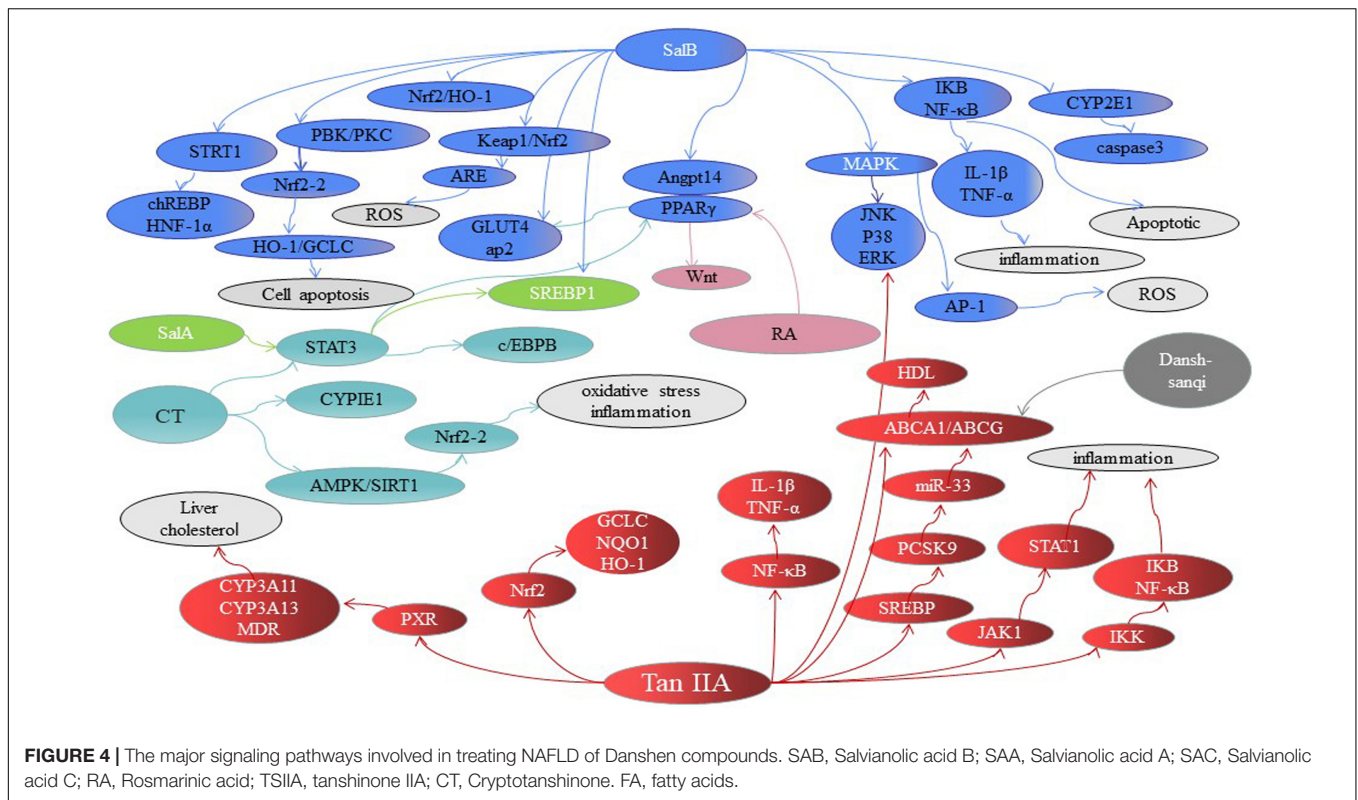 SalB
Nrf2/HO-1
IKB
NF-κB
CYP2E1
STRT1
PBK/PKC
Keap1/Nrf2
caspase3
MAPK
Nrf2-2
ARE
Angpt14
IL-1β
TNF-α
chREBP
HNF-1α
ROS
GLUT4
ap2
PPARγ
JNK
P38
ERK
Apoptotic
HO-1/GCLC
inflammation
Wnt
Cell apoptosis
SREBP1
AP-1
ROS
SalA
STAT3
c/EBPB
RA
HDL
Dansh-
sanqi
CT
CYPIE1
oxidative stress
inflammation
Nrf2-2
ABCA1/ABCG
inflammation
AMPK/SIRT1
miR-33
IL-1β
TNF-α
Liver
cholesterol
GCLC
NQO1
HO-1
PCSK9
STAT1
NF-κB
IKB
NF-κB
CYP3A11
CYP3A13
MDR
Nrf2
PXR
SREBP
JAK1
IKK
Tan IIA
FIGURE 4 | The major signaling pathways involved in treating NAFLD of Danshen compounds. SAB, Salvianolic acid B; SAA, Salvianolic acid A; SAC, Salvianolic
acid C; RA, Rosmarinic acid; TSIIA, tanshinone IIA; CT, Cryptotanshinone. FA, fatty acids.